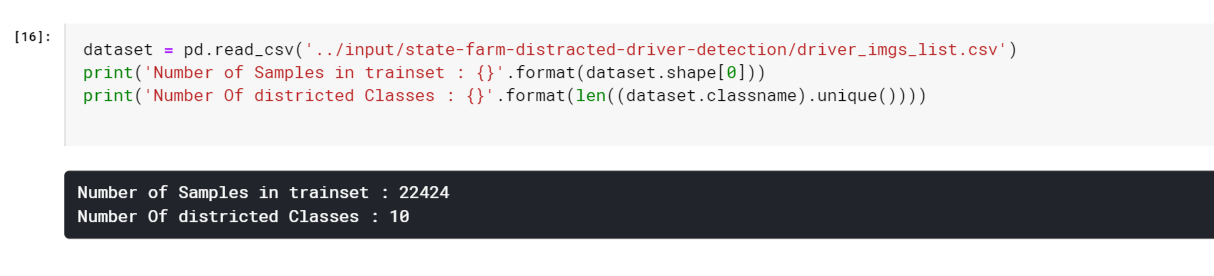 [16]:
dataset = pd.read_csv('../input/state-farm-distracted-driver-detection/driver_imgs_list.csv')
print('Number of Samples in trainset : {}'.format(dataset.shape[0]))
print('Number Of districted Classes : {}'.format(len((dataset.classname).unique())))
Number of Samples in trainset : 22424
Number Of districted Classes : 10